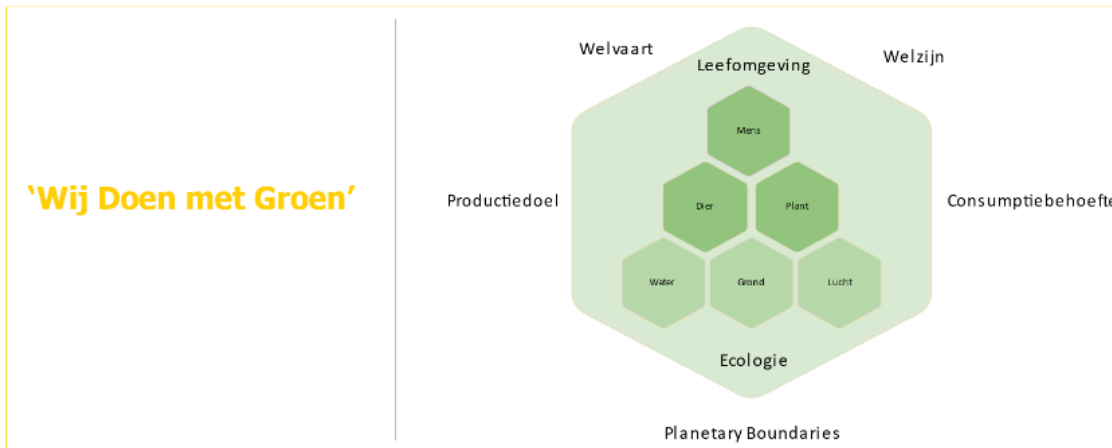 'Wij Doen met Groen'
Welvaart
Welzijn
Leefomgeving
Mens
Productiedoel
Dier
Plant
Consumptiebehoefte
Water
Grond
Lucht
Ecologie
Planetary Boundaries